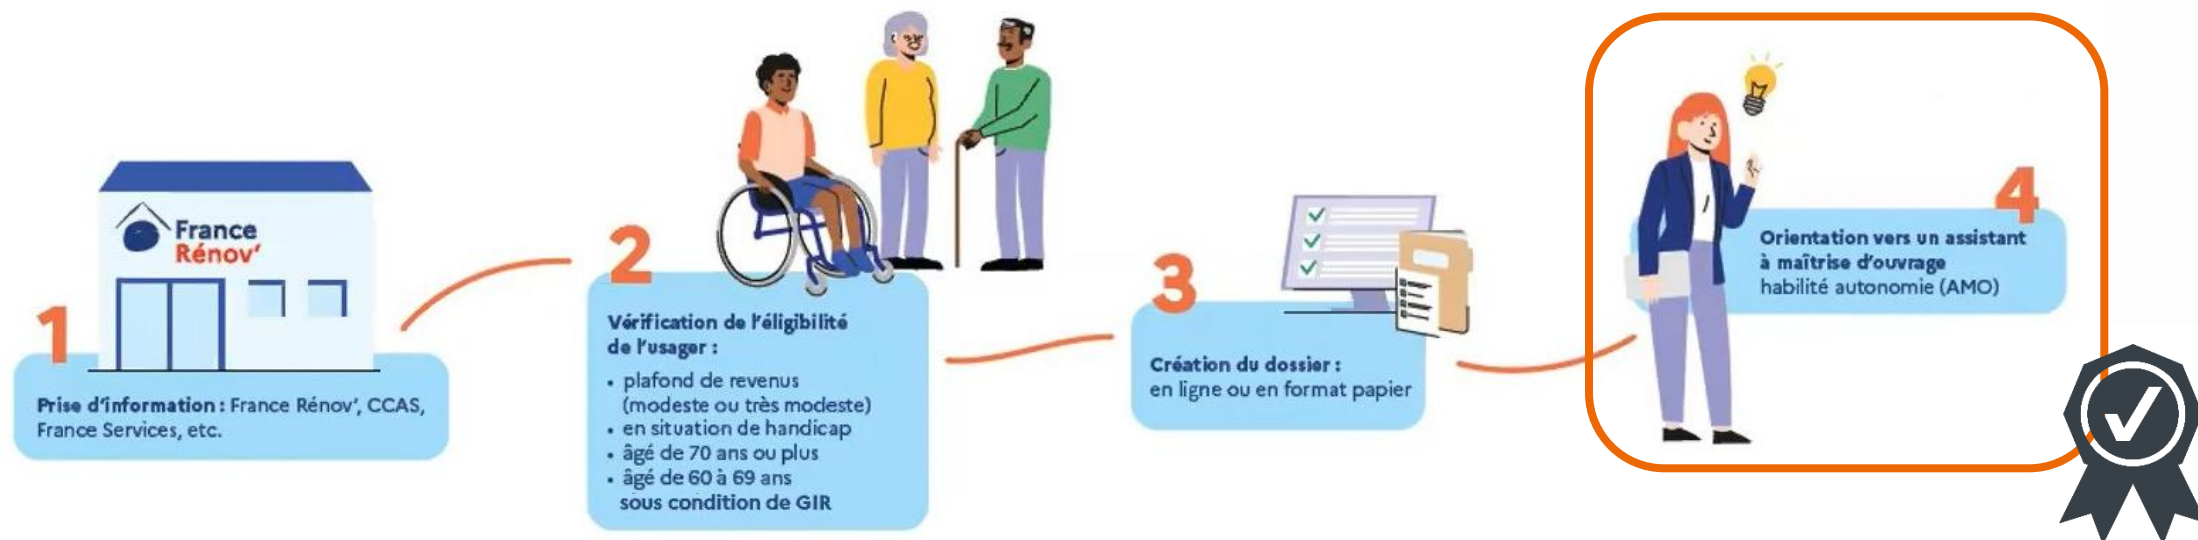 France
Rénov’
1
Prise d’information : France Rénov’, CCAS,
France Services, etc.
2
Vérification de l’éligibilité
de l’usager :
• plafond de revenus
(modeste ou très modeste)
• en situation de handicap
• âgé de 70 ans ou plus
• âgé de 60 à 69 ans
sous condition de GIR
3
Création du dossier :
en ligne ou en format papier
4
Orientation vers un assistant
à maîtrise d’ouvrage
habilité autonomie (AMO)